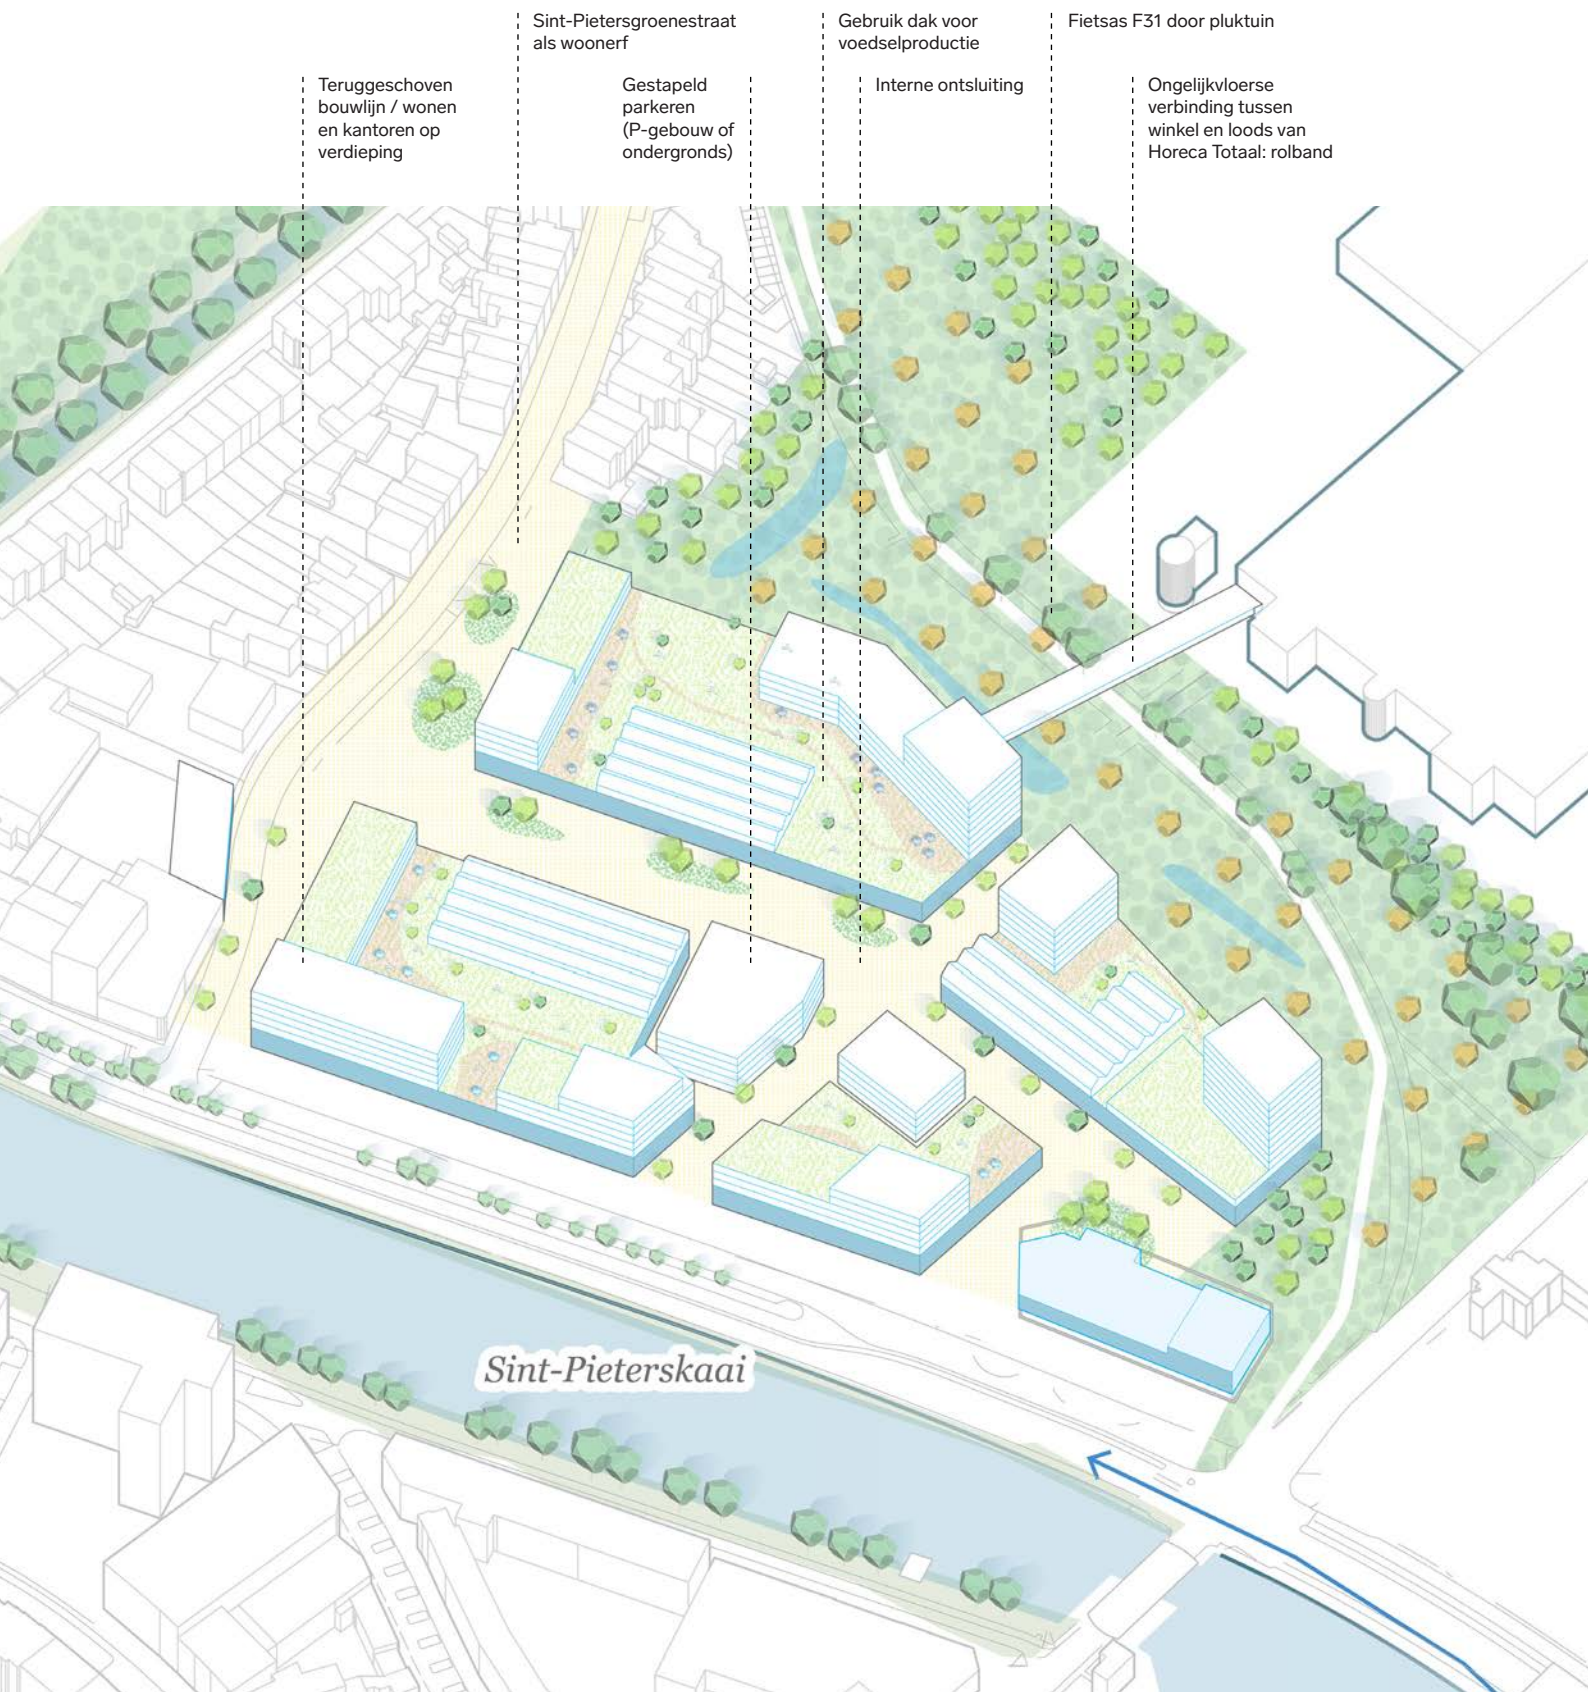 Sint-Pietersgroenestraat
als woonerf
Gebruik dak voor
voedselproductie
Fietsas F31 door pluktuin
Teruggeschoven
bouwlijn / wonen
en kantoren op
verdieping
Gestapeld
parkeren
(P-gebouw of
ondergronds)
Interne ontsluiting
Ongelijkvloerse
verbinding tussen
winkel en loods van
Horeca Totaal: rolband
Sint-Pieterskaai